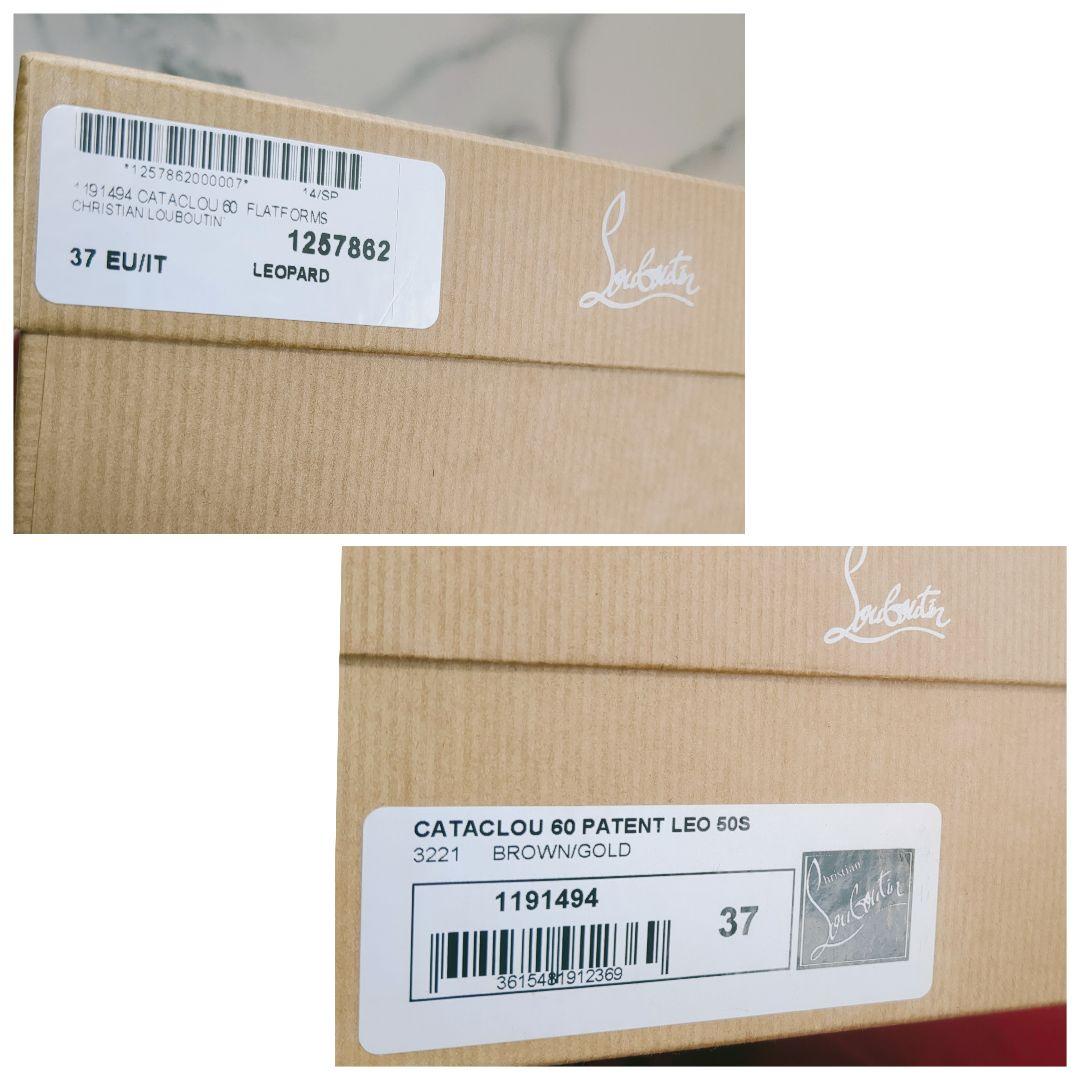 *1257862000007* 14/SP
1191494 CATACLOU 60 FLATFORMS
CHRISTIAN LOUBOUTIN
1257862
37 EU/IT LEOPARD
Louboutin
Louboutin
CATACLOU 60 PATENT LEO 50S
3221 BROWN/GOLD
1191494
37
3615481912369
Christian
Louboutin